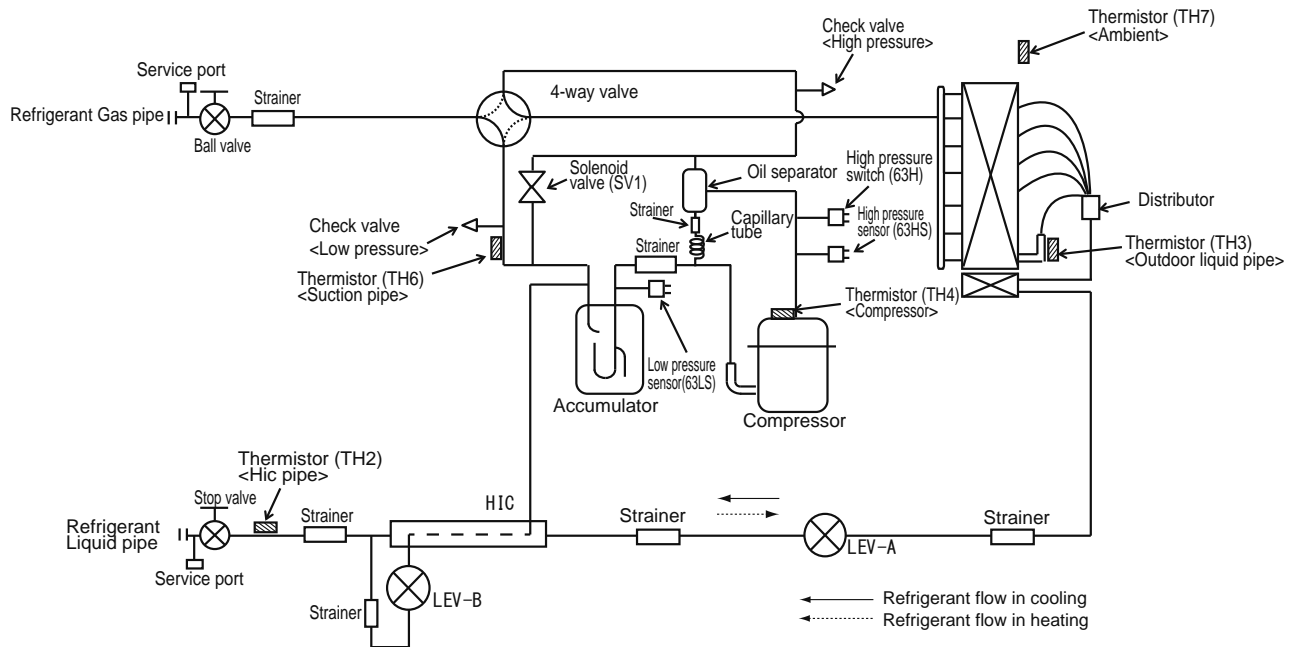 Check valve
<High pressure>
Thermistor (TH7)
<Ambient>
Service port
Strainer
4-way valve
Refrigerant Gas pipe
Ball valve
Solenoid
valve (SV1)
Oil separator
High pressure
switch (63H)
Strainer
Capillary
tube
High pressure
sensor (63HS)
Distributor
Check valve
<Low pressure>
Strainer
Thermistor (TH3)
<Outdoor liquid pipe>
Thermistor (TH6)
<Suction pipe>
Thermistor (TH4)
<Compressor>
Low pressure
sensor(63LS)
Accumulator
Compressor
Thermistor (TH2)
<Hic pipe>
Stop valve
Strainer
HIC
Strainer
Strainer
Refrigerant
Liquid pipe
LEV-A
Service port
Strainer
LEV-B
Refrigerant flow in cooling
Refrigerant flow in heating